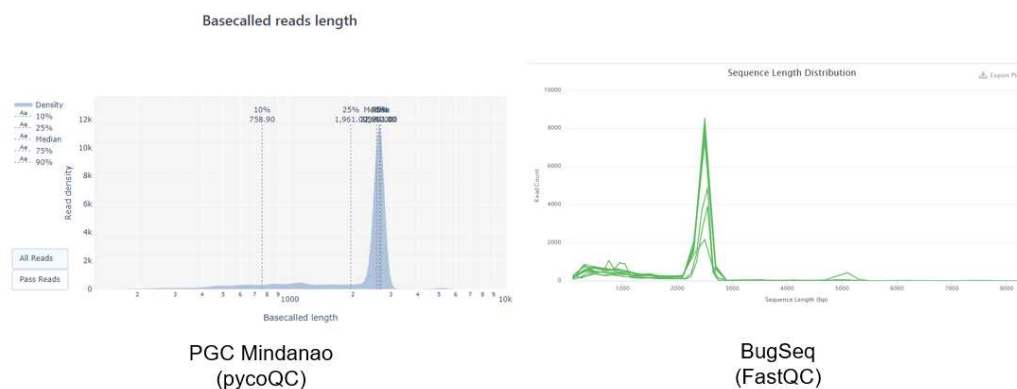 Basecalled reads length
Density
10%
25%
Median
75%
90%
10%
758.90
25%
12k
10k
8k
6k
4k
2k
0
Read density
All Reads
Pass Reads
2 3 4 5 6 7 8 9 1000 2 3 4 5 6 7 8 9 10k
Basecalled length
PGC Mindanao
(pycoQC)
Sequence Length Distribution
Export
10000
8000
6000
4000
2000
0
Read Count
1000 2000 3000 4000 5000 6000 7000 8000
Sequence Length (bp)
BugSeq
(FastQC)